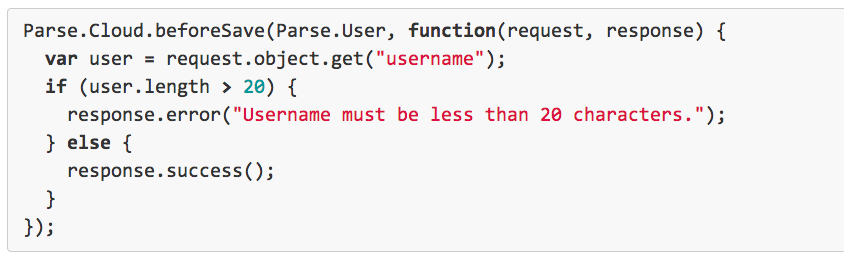 Parse.Cloud.beforeSave(Parse.User, function(request, response) {
  var user = request.object.get("username");
  if (user.length > 20) {
    response.error("Username must be less than 20 characters.");
  } else {
    response.success();
  }
});